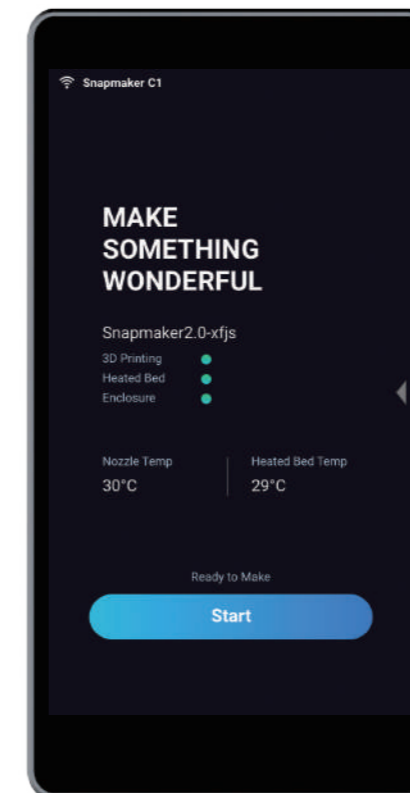 Snapmaker C1
MAKE
SOMETHING
WONDERFUL
Snapmaker2.0-xfjs
3D Printing
Heated Bed
Enclosure
Nozzle Temp
Heated Bed Temp
30°C
29°C
Ready to Make
Start